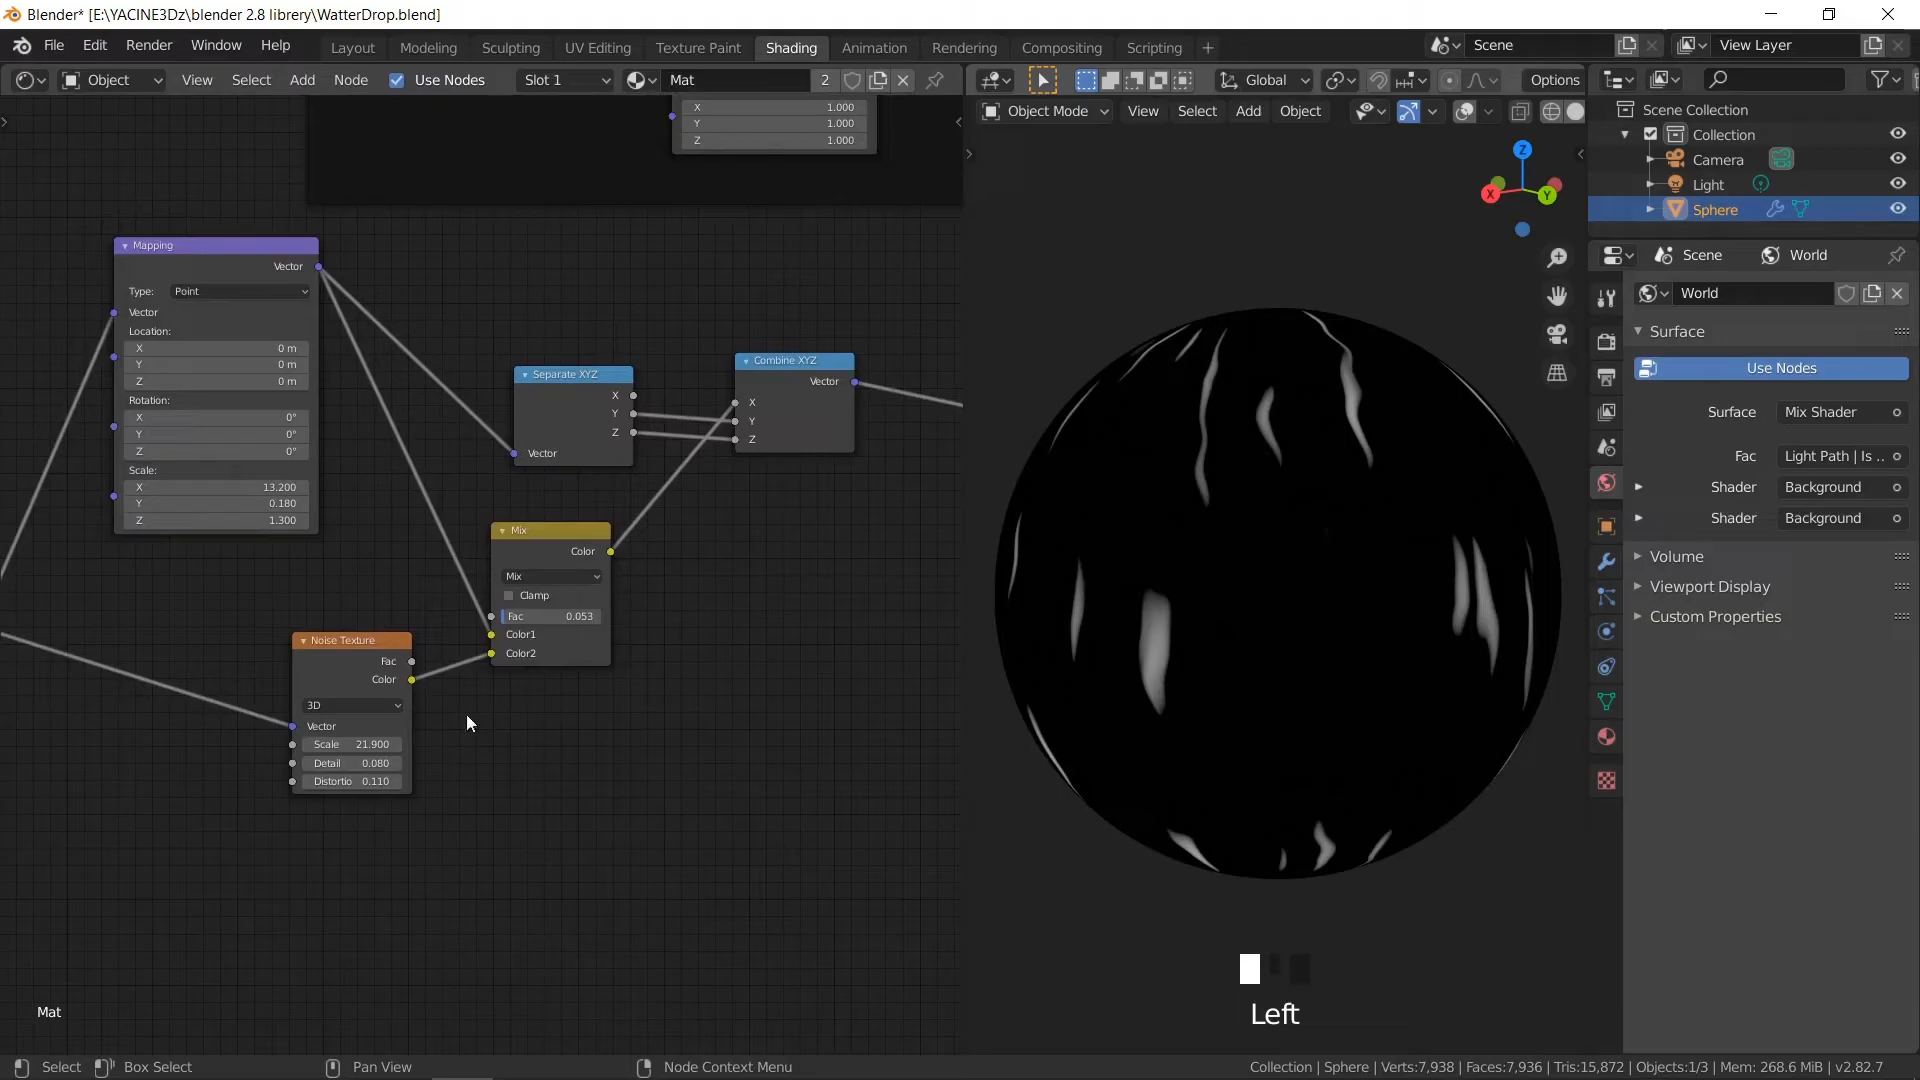 Blender* [E:\YACINE3Dz\blender 2.8 librery\WatterDrop.blend]
File Edit Render Window Help Layout Modeling Sculpting UV Editing Texture Paint Shading Animation Rendering Compositing Scripting + Scene View Layer
Object View Select Add Node Use Nodes Slot 1 Mat 2 Global Options
Object Mode View Select Add Object
X 1.000
Y 1.000
Z 1.000
Mapping
Vector
Type: Point
Vector
Location:
X 0 m
Y 0 m
Z 0 m
Rotation:
X 0°
Y 0°
Z 0°
Scale:
X 13.200
Y 0.180
Z 1.300
Separate XYZ
X
Y
Z
Vector
Combine XYZ
Vector
X
Y
Z
Mix
Color
Mix
Clamp
Fac 0.053
Color1
Color2
Noise Texture
Fac
Color
3D
Vector
Scale 21.900
Detail 0.080
Distortio 0.110
Mat
Z
X
Y
Left
Scene Collection
Collection
Camera
Light
Sphere
Scene World
World
Surface
Use Nodes
Surface Mix Shader
Fac Light Path | Is ..
Shader Background
Shader Background
Volume
Viewport Display
Custom Properties
Select Box Select Pan View Node Context Menu Collection | Sphere | Verts:7,938 | Faces:7,936 | Tris:15,872 | Objects:1/3 | Mem: 268.6 MiB | v2.82.7